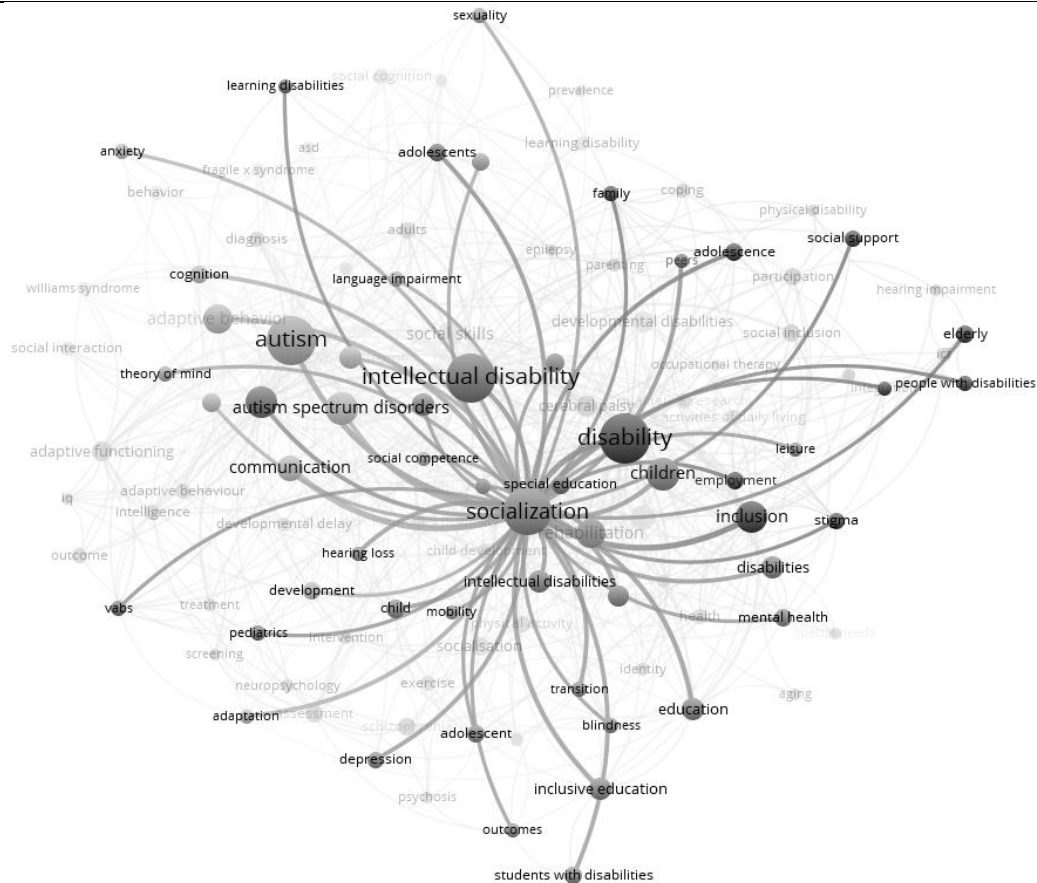 sexuality
social cognition
learning disabilities
prevalence
learning disability
asd
anxiety
adolescents
fragile x syndrome
behavior
family
coping
physical disability
adults
diagnosis
social support
epilepsy
adolescence
peers
parenting
cognition
language impairment
participation
williams syndrome
hearing impairment
adaptive behavior
developmental disabilities
social skills
social inclusion
elderly
autism
social interaction
icf
occupational therapy
theory of mind
intellectual disability
people with disabilities
autism spectrum disorders
cerebral palsy
activities of daily living
disability
adaptive functioning
leisure
social competence
communication
children
employment
special education
adaptive behaviour
iq
socialization
intelligence
inclusion
stigma
developmental delay
ehabilitation
outcome
hearing loss
child development
disabilities
intellectual disabilities
development
vabs
treatment
child
mobility
health
mental health
physical activity
pediatrics
intervention
special needs
socialisation
screening
identity
neuropsychology
exercise
transition
aging
education
adaptation
assessment
schizophrenia
blindness
adolescent
depression
inclusive education
psychosis
outcomes
students with disabilities